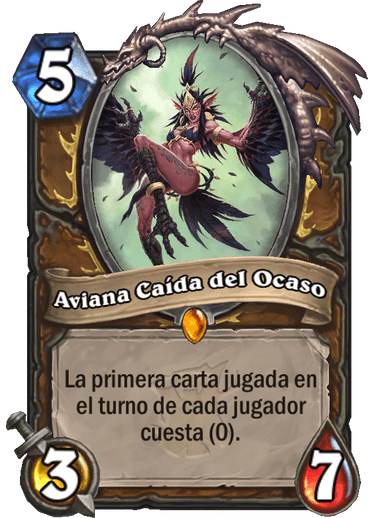 5
Aviana Caída del Ocaso
La primera carta jugada en
el turno de cada jugador
cuesta (0).
3
7